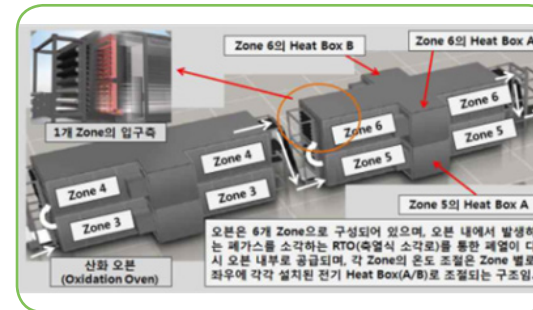 Zone 6의 Heat Box B
Zone 6의 Heat Box A
1개 Zone의 입구측
Zone 6
Zone 6
Zone 5
Zone 5
Zone 4
Zone 4
Zone 3
Zone 3
Zone 5의 Heat Box A
산화 오븐
(Oxidation Oven)
오븐은 6개 Zone으로 구성되어 있으며, 오븐 내에서 발생하
는 폐가스를 소각하는 RTO(축열식 소각로)를 통한 폐열이 다
시 오븐 내부로 공급되며, 각 Zone의 온도 조절은 Zone 별로
좌우에 각각 설치된 전기 Heat Box(A/B)로 조절되는 구조임.